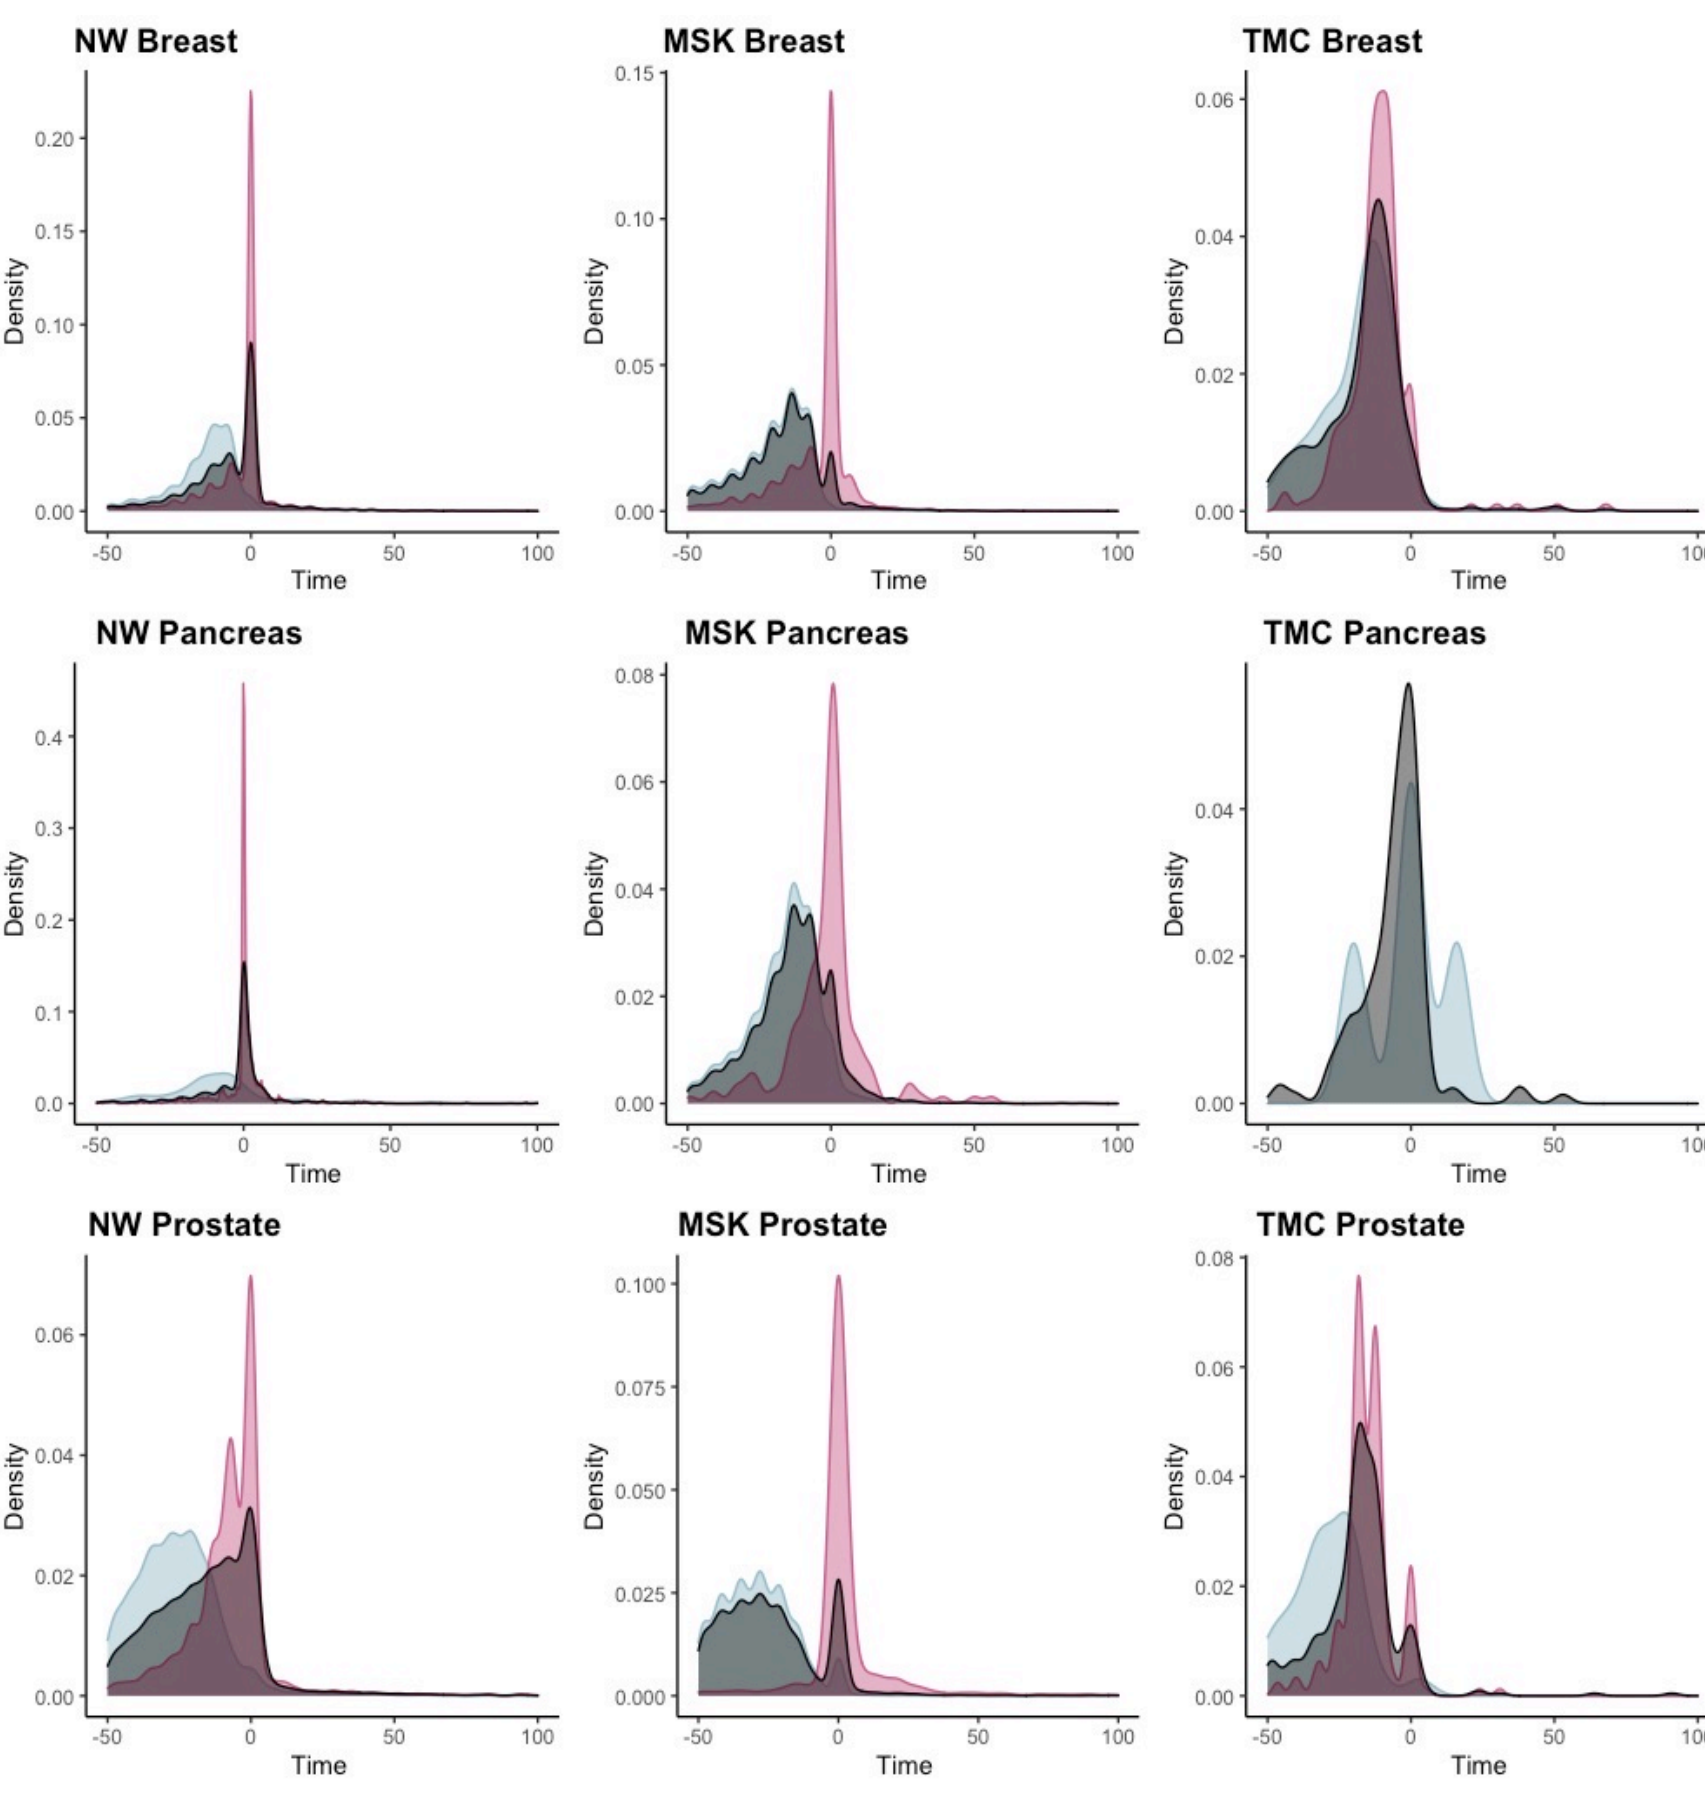 NW Breast
MSK Breast
TMC Breast
Density
0.20
0.15
0.10
0.05
0.00
-50 0 50 100
Time
Density
0.15
0.10
0.05
0.00
-50 0 50 100
Time
Density
0.06
0.04
0.02
0.00
-50 0 50 10
Time
NW Pancreas
MSK Pancreas
TMC Pancreas
Density
0.4
0.3
0.2
0.1
0.0
-50 0 50 100
Time
Density
0.08
0.06
0.04
0.02
0.00
-50 0 50 100
Time
Density
0.04
0.02
0.00
-50 0 50 10
Time
NW Prostate
MSK Prostate
TMC Prostate
Density
0.06
0.04
0.02
0.00
-50 0 50 100
Time
Density
0.100
0.075
0.050
0.025
0.000
-50 0 50 100
Time
Density
0.08
0.06
0.04
0.02
0.00
-50 0 50 10
Time